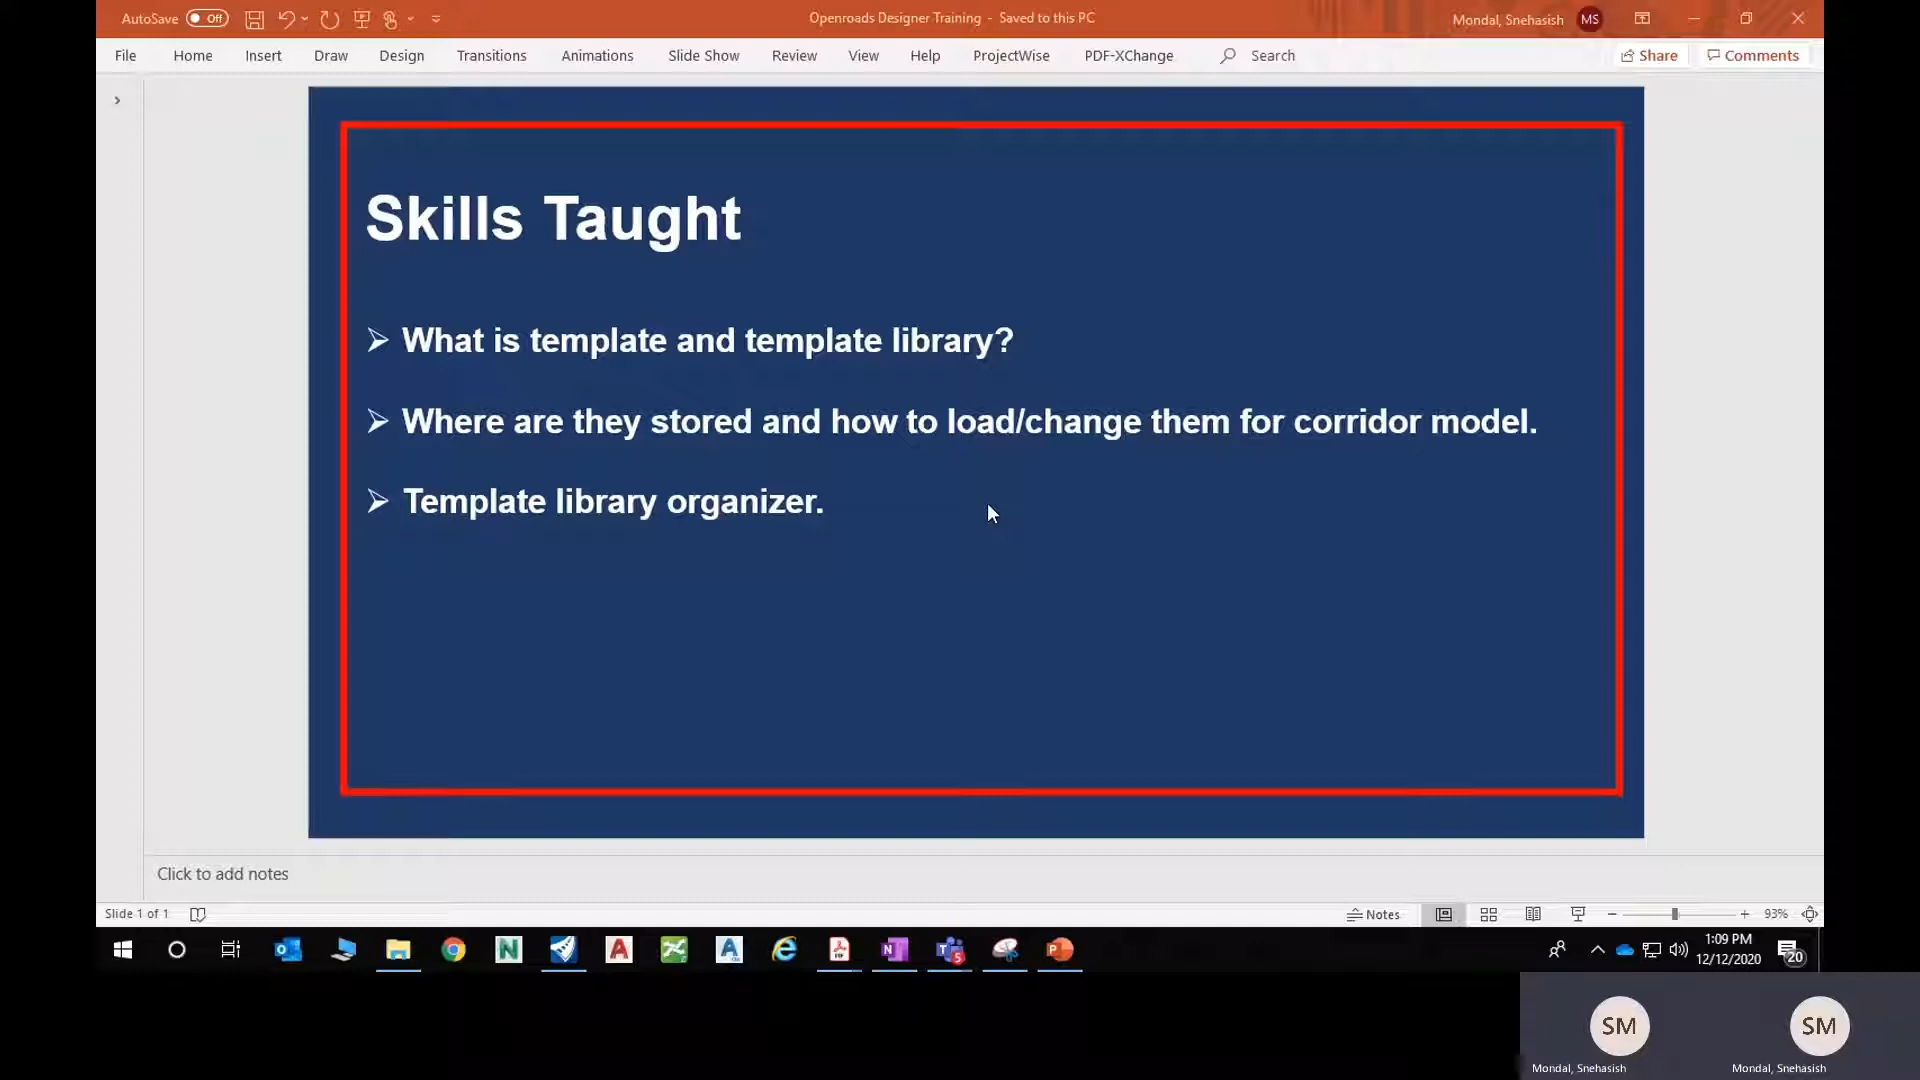 AutoSave Off
Openroads Designer Training - Saved to this PC
Mondal, Snehasish MS
File Home Insert Draw Design Transitions Animations Slide Show Review View Help ProjectWise PDF-XChange Search Share Comments
Skills Taught
➢ What is template and template library?
➢ Where are they stored and how to load/change them for corridor model.
➢ Template library organizer.
Click to add notes
Slide 1 of 1 Notes 93%
1:09 PM
12/12/2020
20
SM SM
Mondal, Snehasish Mondal, Snehasish